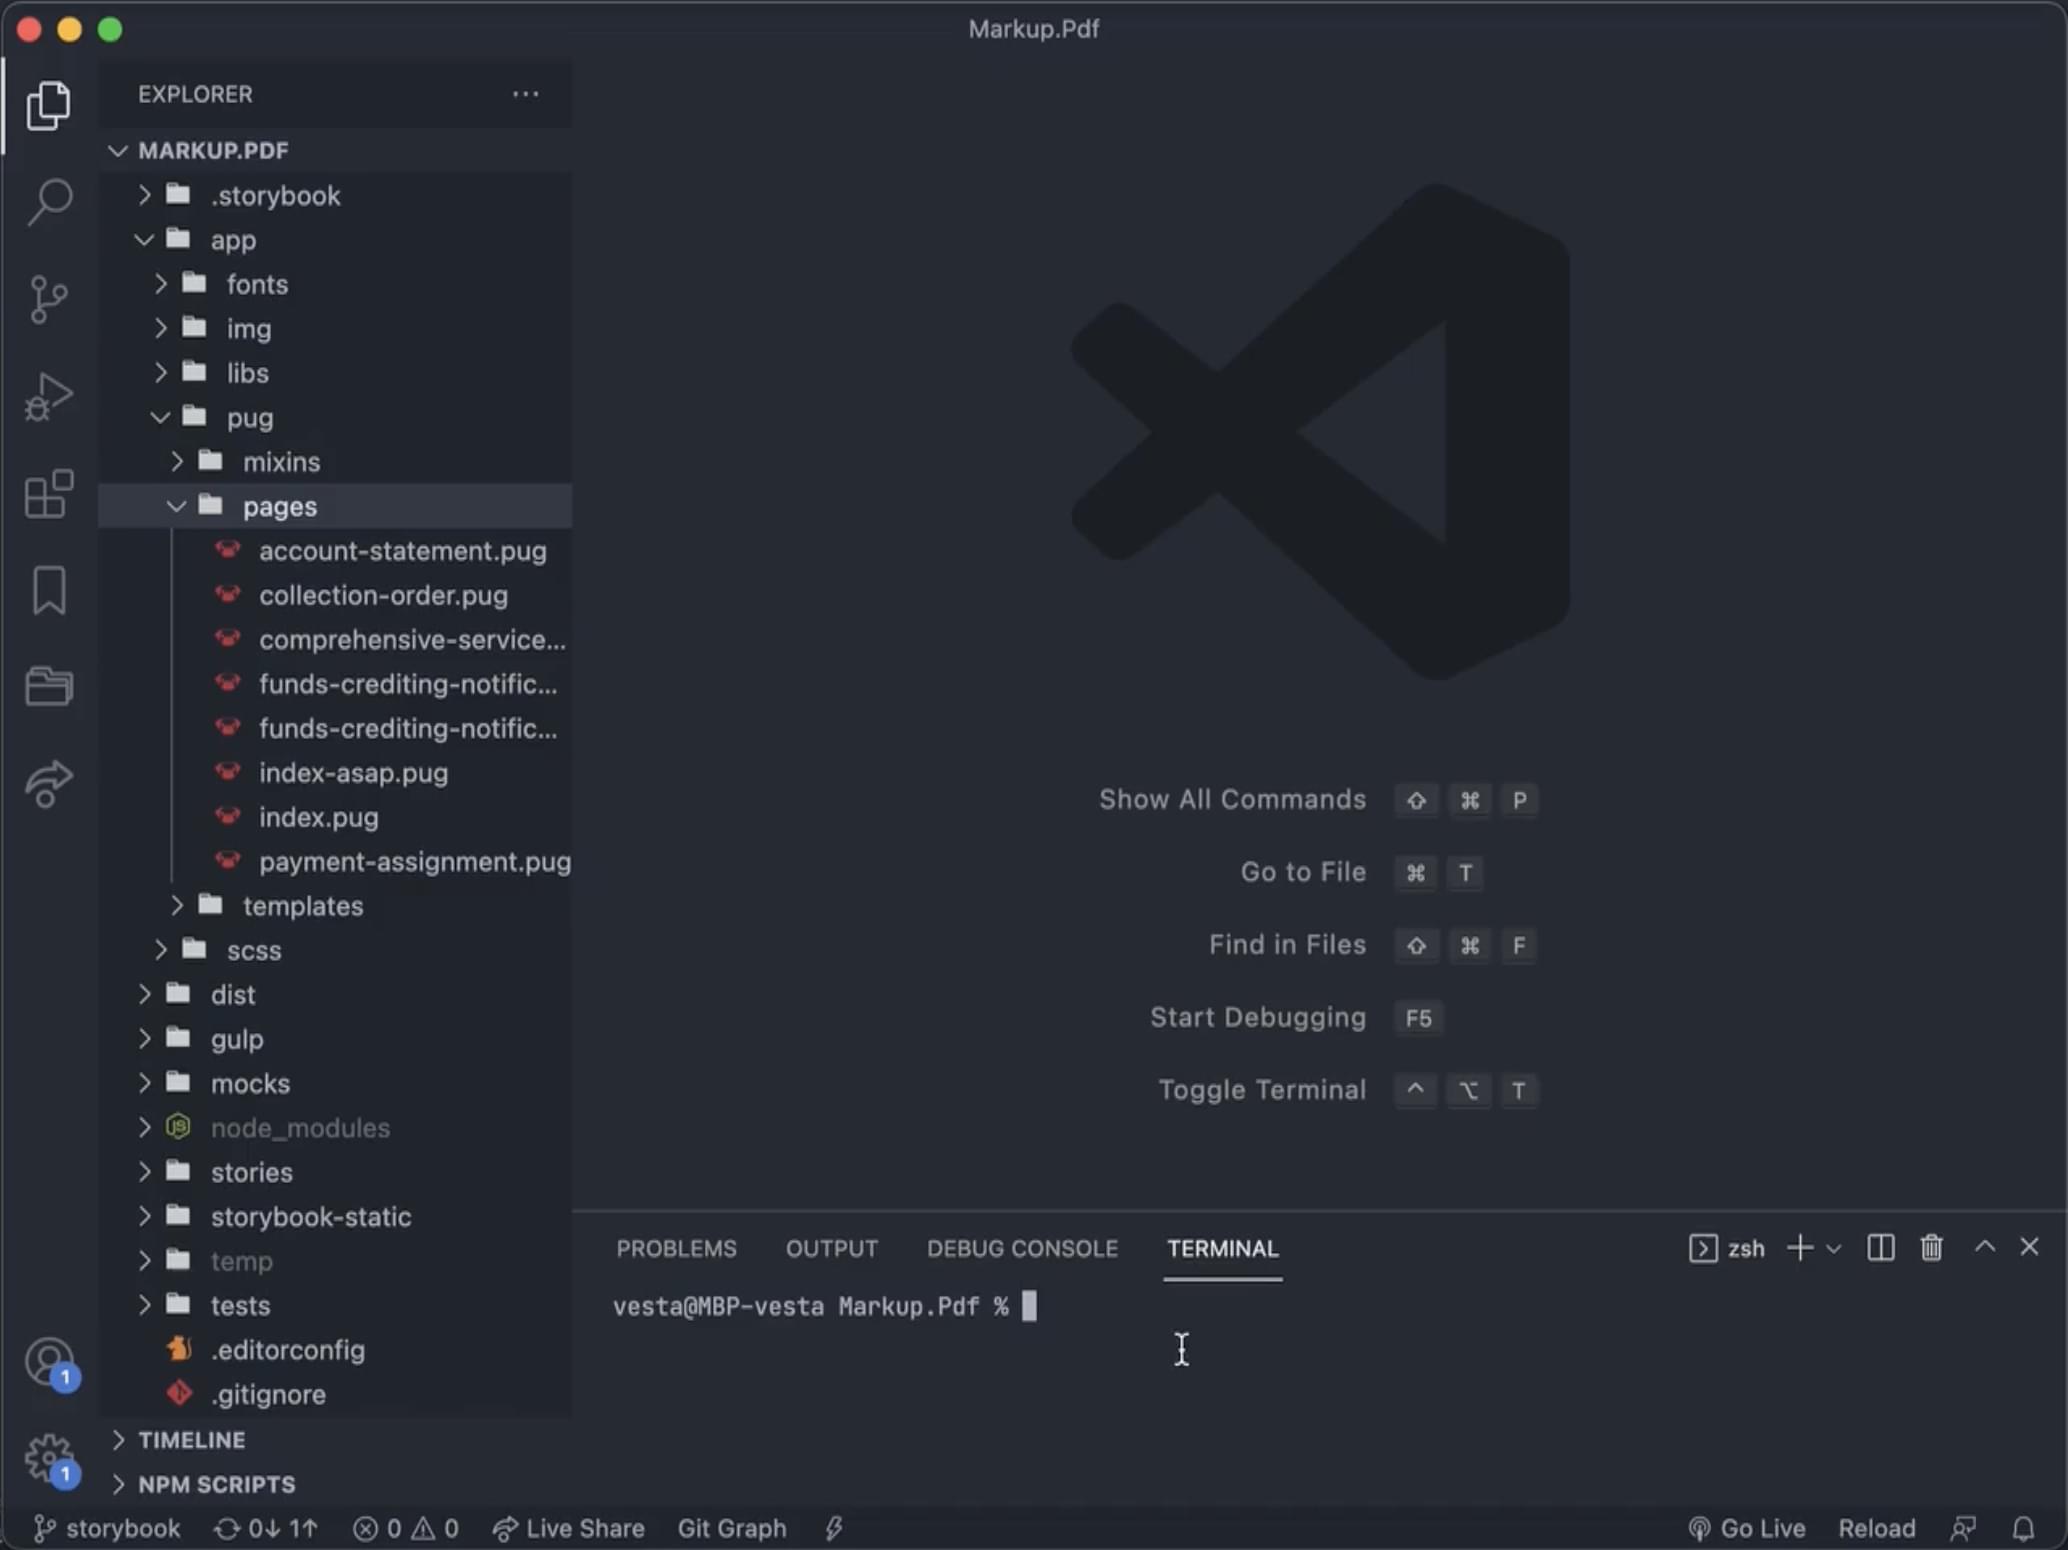 Markup.Pdf
EXPLORER
MARKUP.PDF
.storybook
app
fonts
img
libs
pug
mixins
pages
account-statement.pug
collection-order.pug
comprehensive-service...
funds-crediting-notific...
funds-crediting-notific...
index-asap.pug
index.pug
payment-assignment.pug
templates
scss
dist
gulp
mocks
node_modules
stories
storybook-static
temp
tests
.editorconfig
.gitignore
TIMELINE
NPM SCRIPTS
Show All Commands ⇧ ⌘ P
Go to File ⌘ T
Find in Files ⇧ ⌘ F
Start Debugging F5
Toggle Terminal ^ ⌥ T
PROBLEMS OUTPUT DEBUG CONSOLE TERMINAL zsh
vesta@MBP-vesta Markup.Pdf %
1
1
storybook 0↓ 1↑ 0 0 Live Share Git Graph Go Live Reload